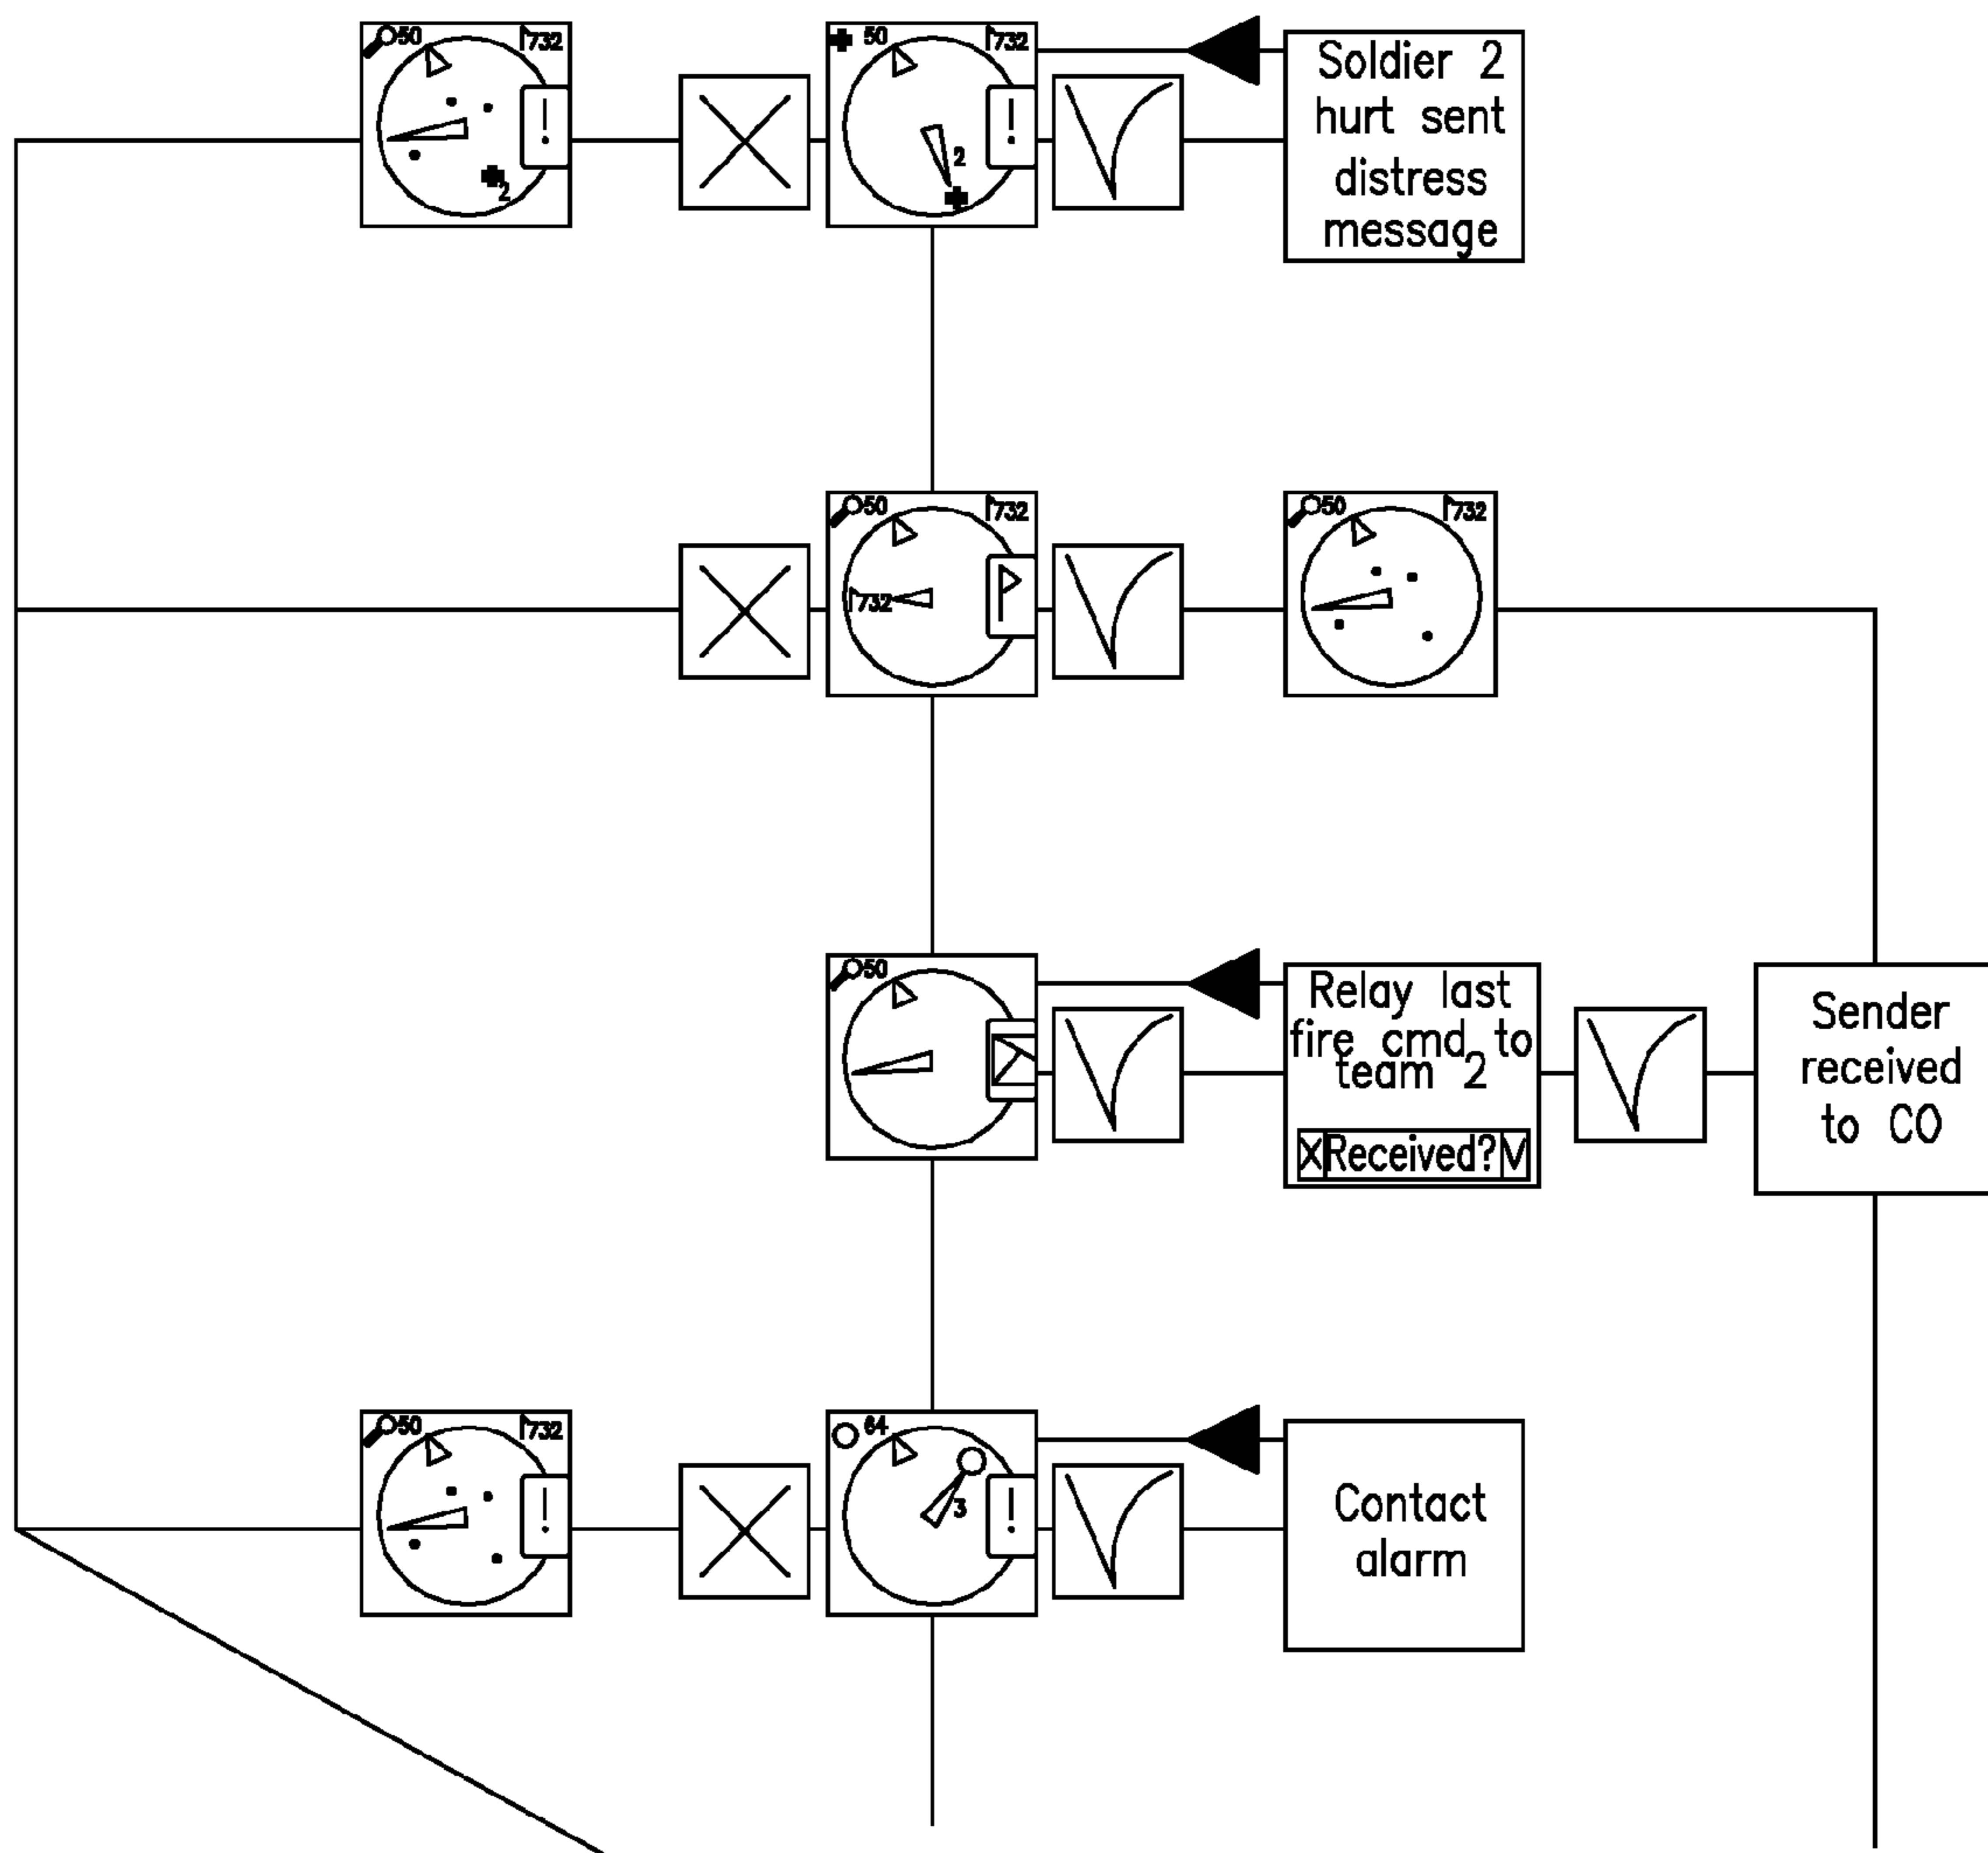 50
732
!
2
50
732
2
!
Soldier 2
hurt sent
distress
message
50
732
732
50
732
50
Relay last
fire cmd to
team 2
X Received? V
Sender
received
to CO
50
732
!
64
3
!
Contact
alarm